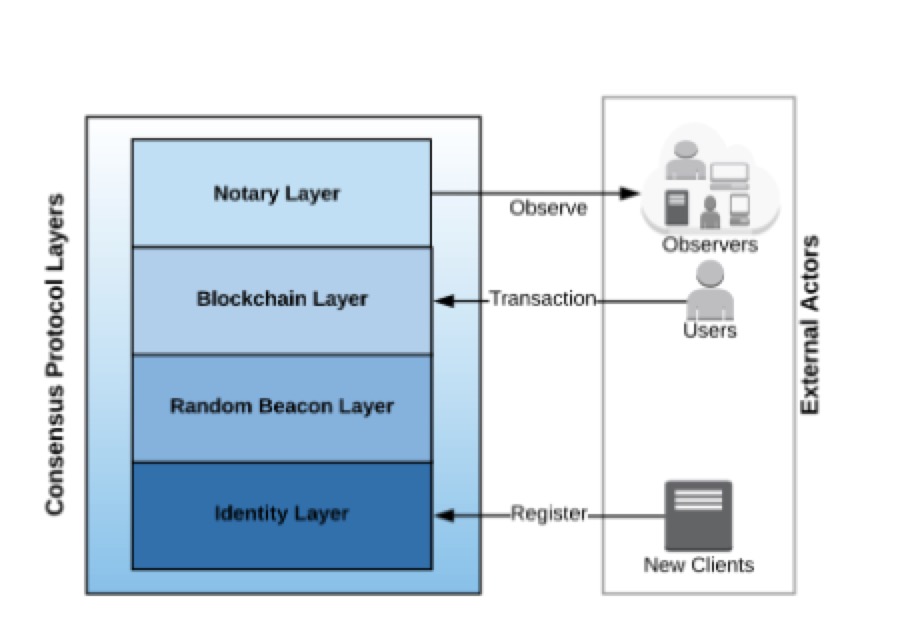 Consensus Protocol Layers
Notary Layer
Blockchain Layer
Random Beacon Layer
Identity Layer
Observe
Transaction
Register
Observers
Users
New Clients
External Actors